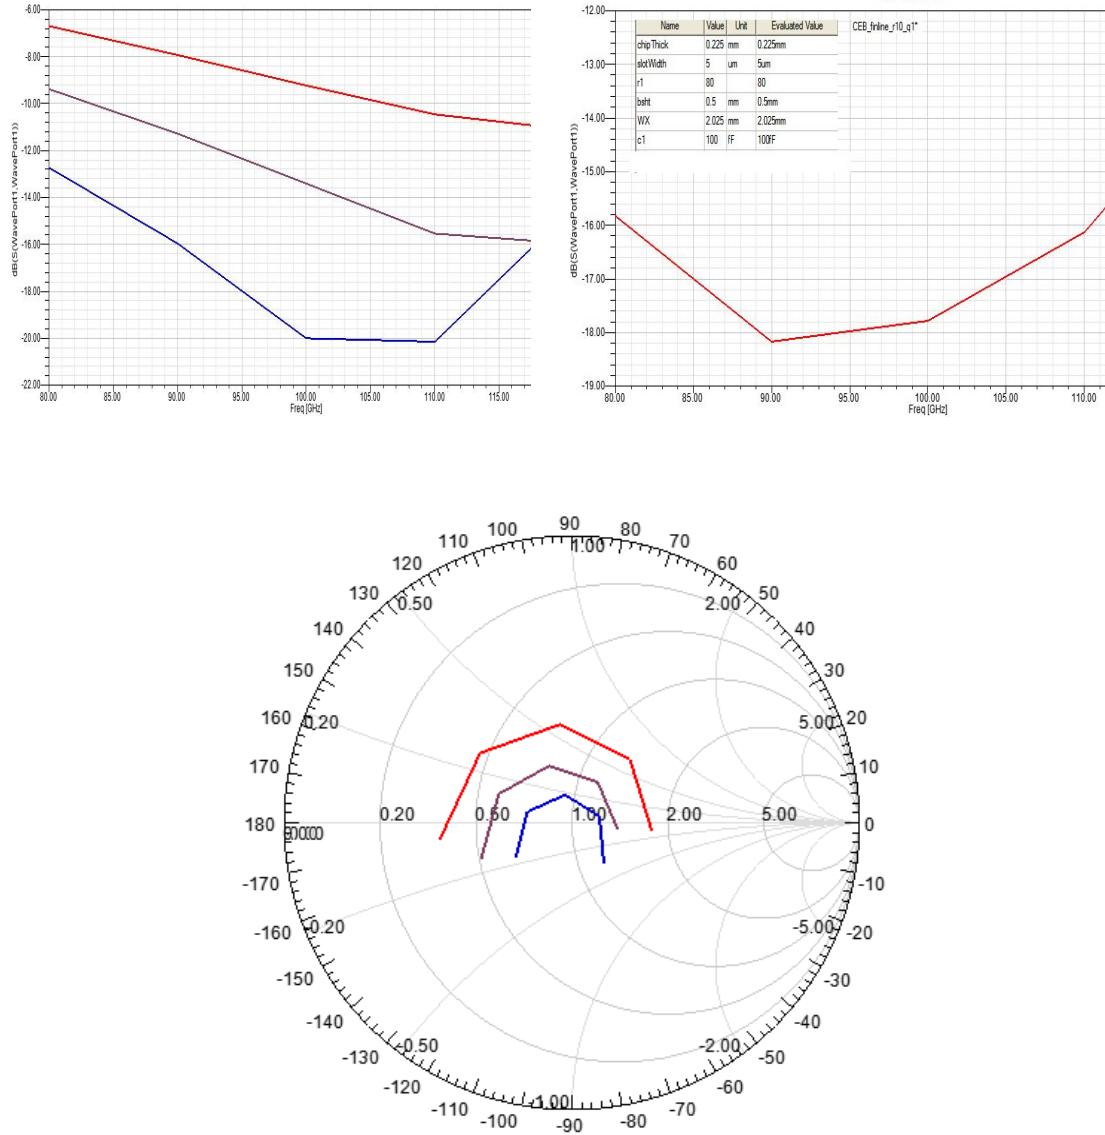 -6.00
-8.00
-10.00
-12.00
-14.00
-16.00
-18.00
-20.00
-22.00
dB(S(WavePort1,WavePort1))
80.00 85.00 90.00 95.00 100.00 105.00 110.00 115.00
Freq [GHz]
-12.00
-13.00
-14.00
-15.00
-16.00
-17.00
-18.00
-19.00
dB(S(WavePort1,WavePort1))
80.00 85.00 90.00 95.00 100.00 105.00 110.00
Freq [GHz]
Name Value Unit Evaluated Value
chipThick 0.225 mm 0.225mm
slotWidth 5 um 5um
r1 80 80
bsht 0.5 mm 0.5mm
WX 2.025 mm 2.025mm
c1 100 fF 100fF
CEB_finline_r10_q1*
90
100 80
110 1.00 70
120 60
130 0.50 2.00 50
140 40
150 30
160 0.20 5.00 20
170 10
0.20 0.50 1.00 2.00 5.00
180 0
-170 -10
-160 -0.20 -5.00 -20
-150 -30
-140 -40
-130 -0.50 -2.00 -50
-120 -60
-110 -1.00 -70
-100 -80
-90